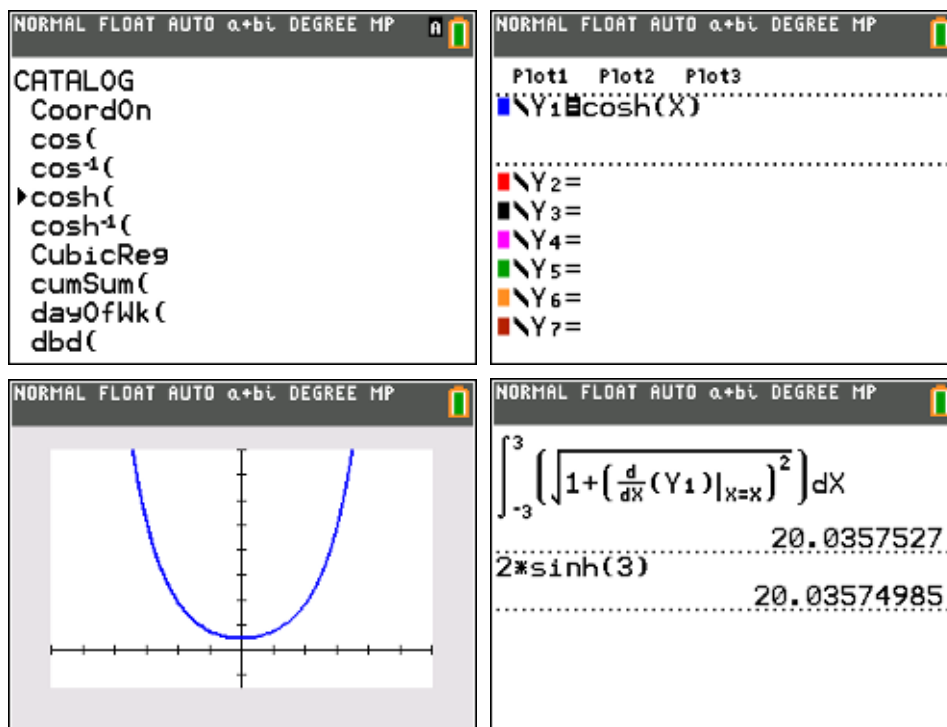 NORMAL FLOAT AUTO a+bi DEGREE MP
CATALOG
CoordOn
cos(
cos⁻¹(
▶cosh(
cosh⁻¹(
CubicReg
cumSum(
dayOfWk(
dbd(
NORMAL FLOAT AUTO a+bi DEGREE MP
Plot1 Plot2 Plot3
\Y₁=cosh(X)
\Y₂=
\Y₃=
\Y₄=
\Y₅=
\Y₆=
\Y₇=
NORMAL FLOAT AUTO a+bi DEGREE MP
NORMAL FLOAT AUTO a+bi DEGREE MP
∫₋₃³(√(1+(d/dX(Y₁)|x=x)²))dX
20.0357527
2*sinh(3)
20.03574985